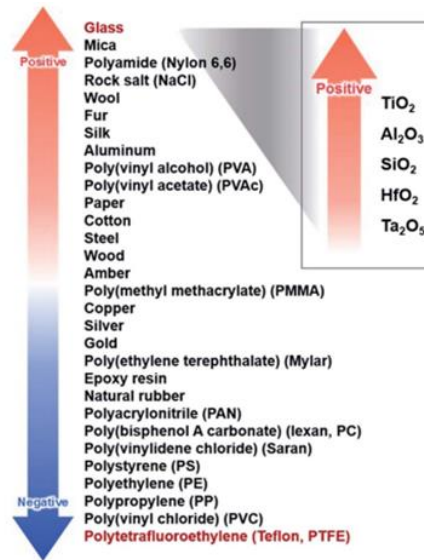 Positive
Glass
Mica
Polyamide (Nylon 6,6)
Rock salt (NaCl)
Wool
Fur
Silk
Aluminum
Poly(vinyl alcohol) (PVA)
Poly(vinyl acetate) (PVAc)
Paper
Cotton
Steel
Wood
Amber
Poly(methyl methacrylate) (PMMA)
Copper
Silver
Gold
Poly(ethylene terephthalate) (Mylar)
Epoxy resin
Natural rubber
Polyacrylonitrile (PAN)
Poly(bisphenol A carbonate) (lexan, PC)
Poly(vinylidene chloride) (Saran)
Polystyrene (PS)
Polyethylene (PE)
Polypropylene (PP)
Poly(vinyl chloride) (PVC)
Polytetrafluoroethylene (Teflon, PTFE)
Negative
Positive
TiO₂
Al₂O₃
SiO₂
HfO₂
Ta₂O₅